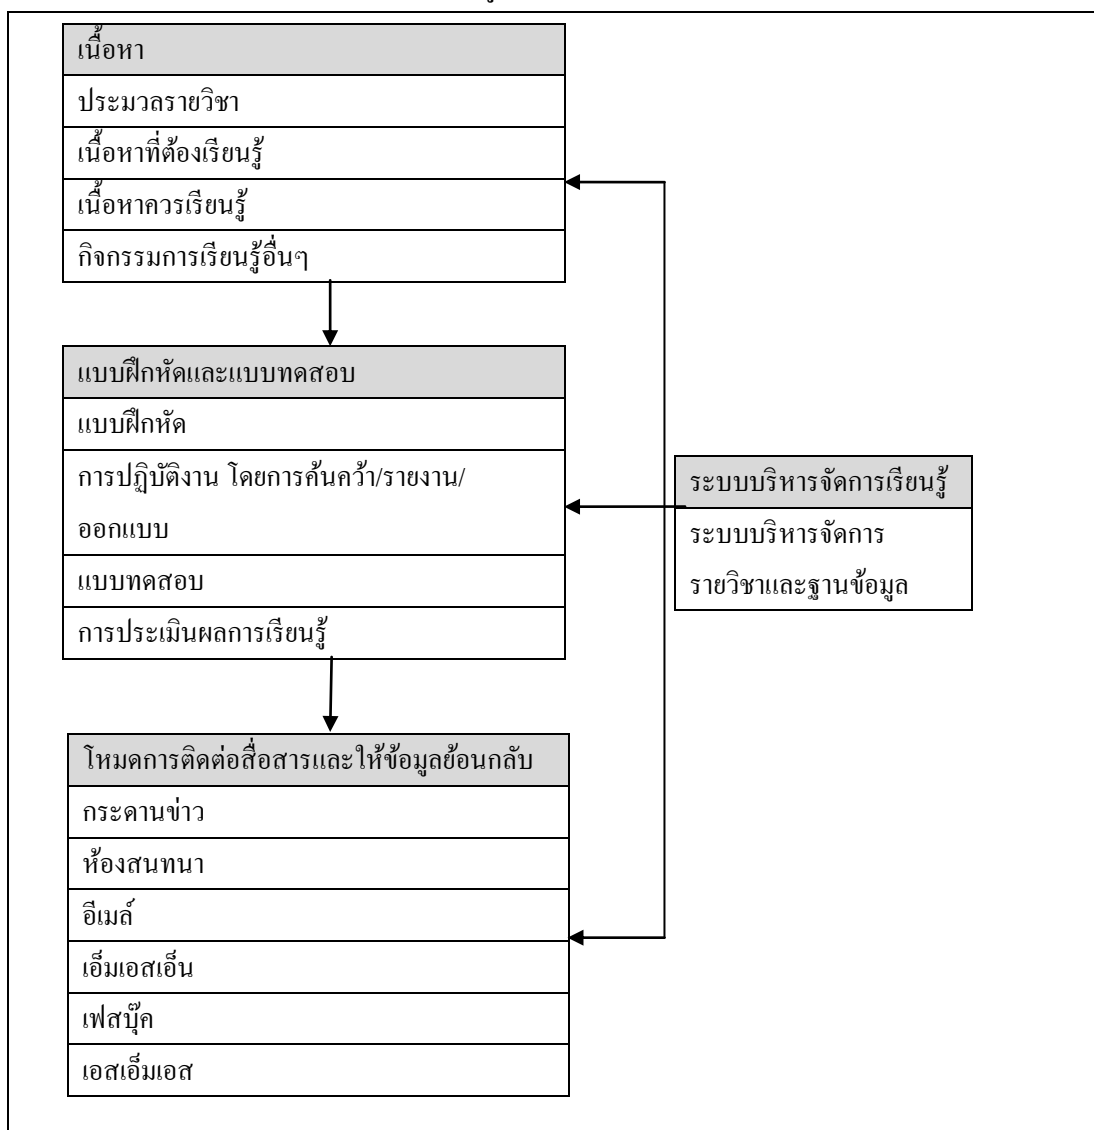 เนื้อหา
ประมวลรายวิชา
เนื้อหาที่ต้องเรียนรู้
เนื้อหาควรเรียนรู้
กิจกรรมการเรียนรู้อื่นๆ
แบบฝึกหัดและแบบทดสอบ
แบบฝึกหัด
การปฏิบัติงาน โดยการค้นคว้า/รายงาน/
ออกแบบ
แบบทดสอบ
การประเมินผลการเรียนรู้
ระบบบริหารจัดการเรียนรู้
ระบบบริหารจัดการ
รายวิชาและฐานข้อมูล
โหมดการติดต่อสื่อสารและให้ข้อมูลย้อนกลับ
กระดานข่าว
ห้องสนทนา
อีเมล์
เอ็มเอสเอ็น
เฟสบุ๊ค
เอสเอ็มเอส